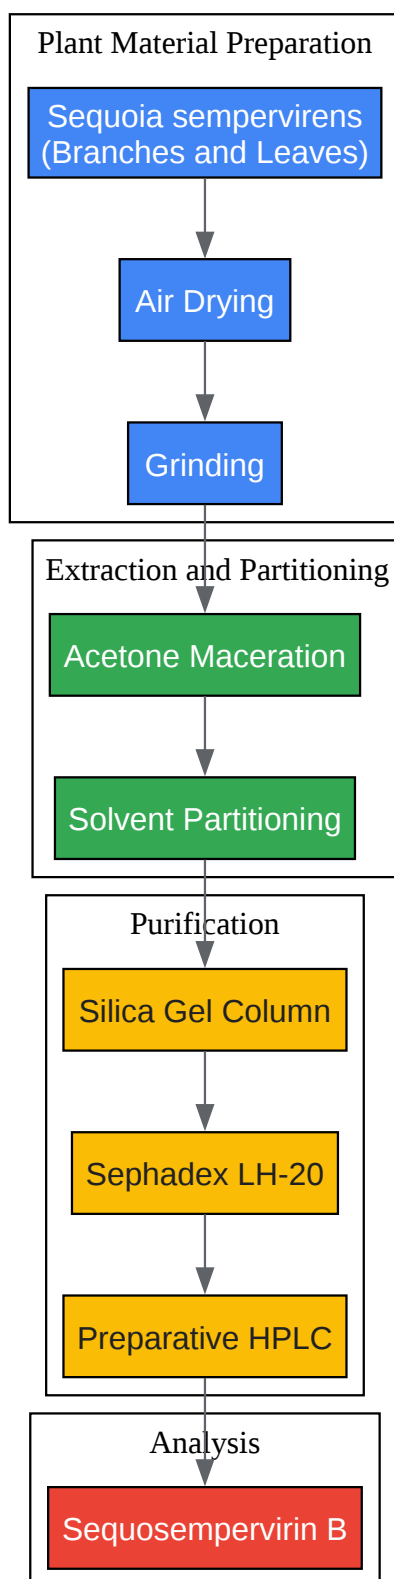 Plant Material Preparation
Sequoia sempervirens
(Branches and Leaves)
Air Drying
Grinding
Extraction and Partitioning
Acetone Maceration
Solvent Partitioning
Purification
Silica Gel Column
Sephadex LH-20
Preparative HPLC
Analysis
Sequosempervirin B